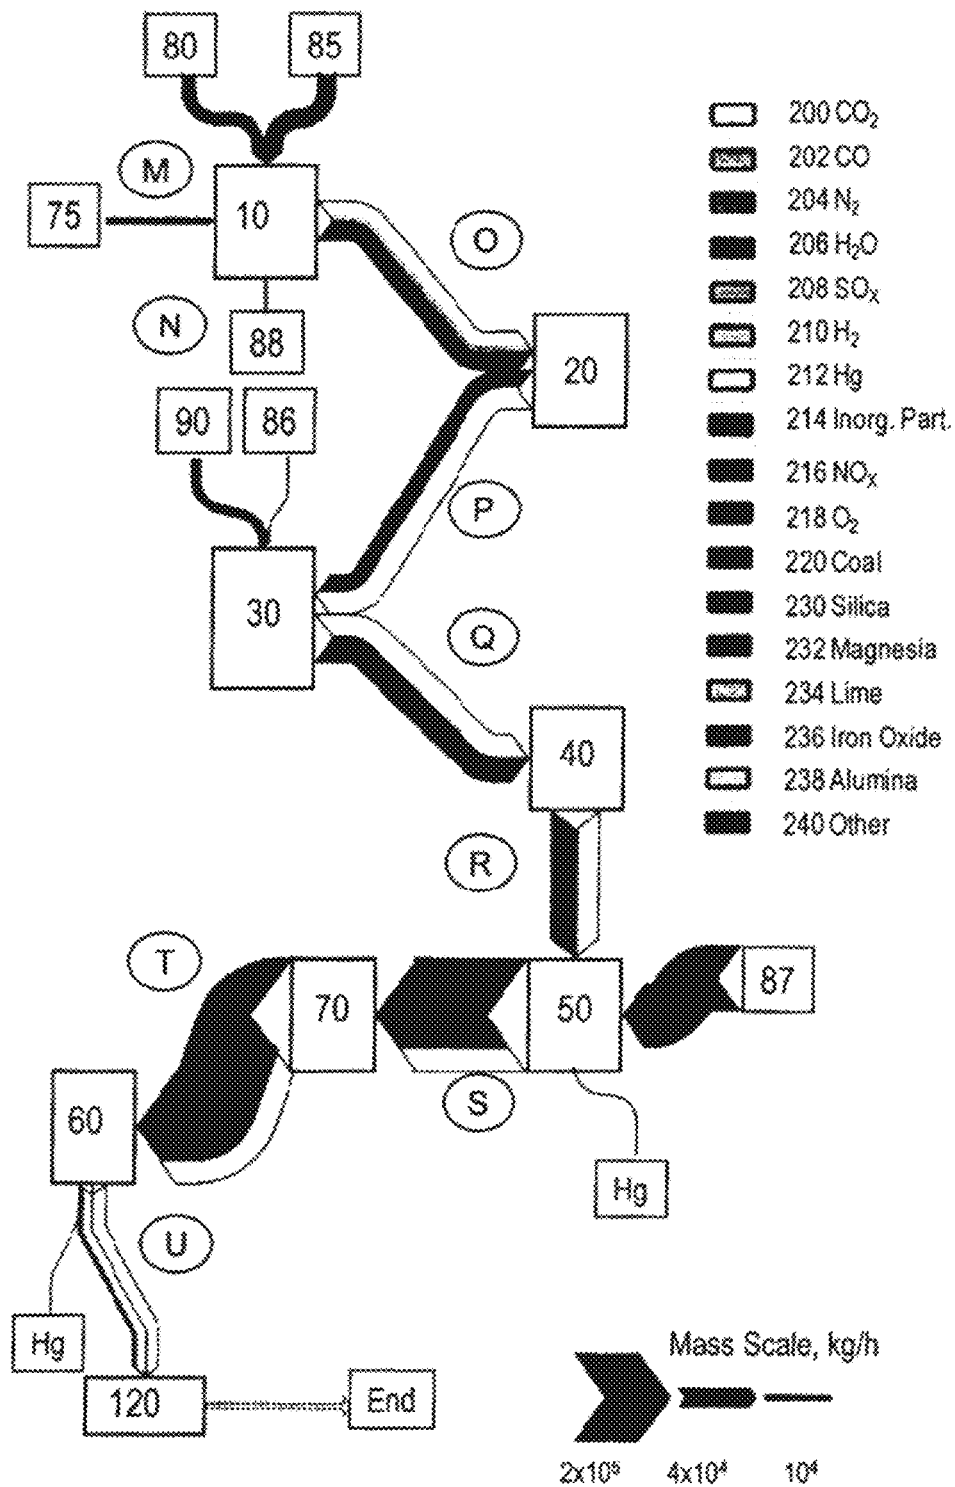 80
85
200 CO₂
202 CO
M
75
10
204 N₂
O
206 H₂O
208 SOₓ
N
88
210 H₂
20
212 Hg
90
86
214 Inorg. Part.
216 NOₓ
P
218 O₂
220 Coal
30
230 Silica
Q
232 Magnesia
234 Lime
40
236 Iron Oxide
238 Alumina
240 Other
R
T
70
50
87
60
S
Hg
U
Hg
Mass Scale, kg/h
120
End
2x10⁵
4x10⁴
10⁴